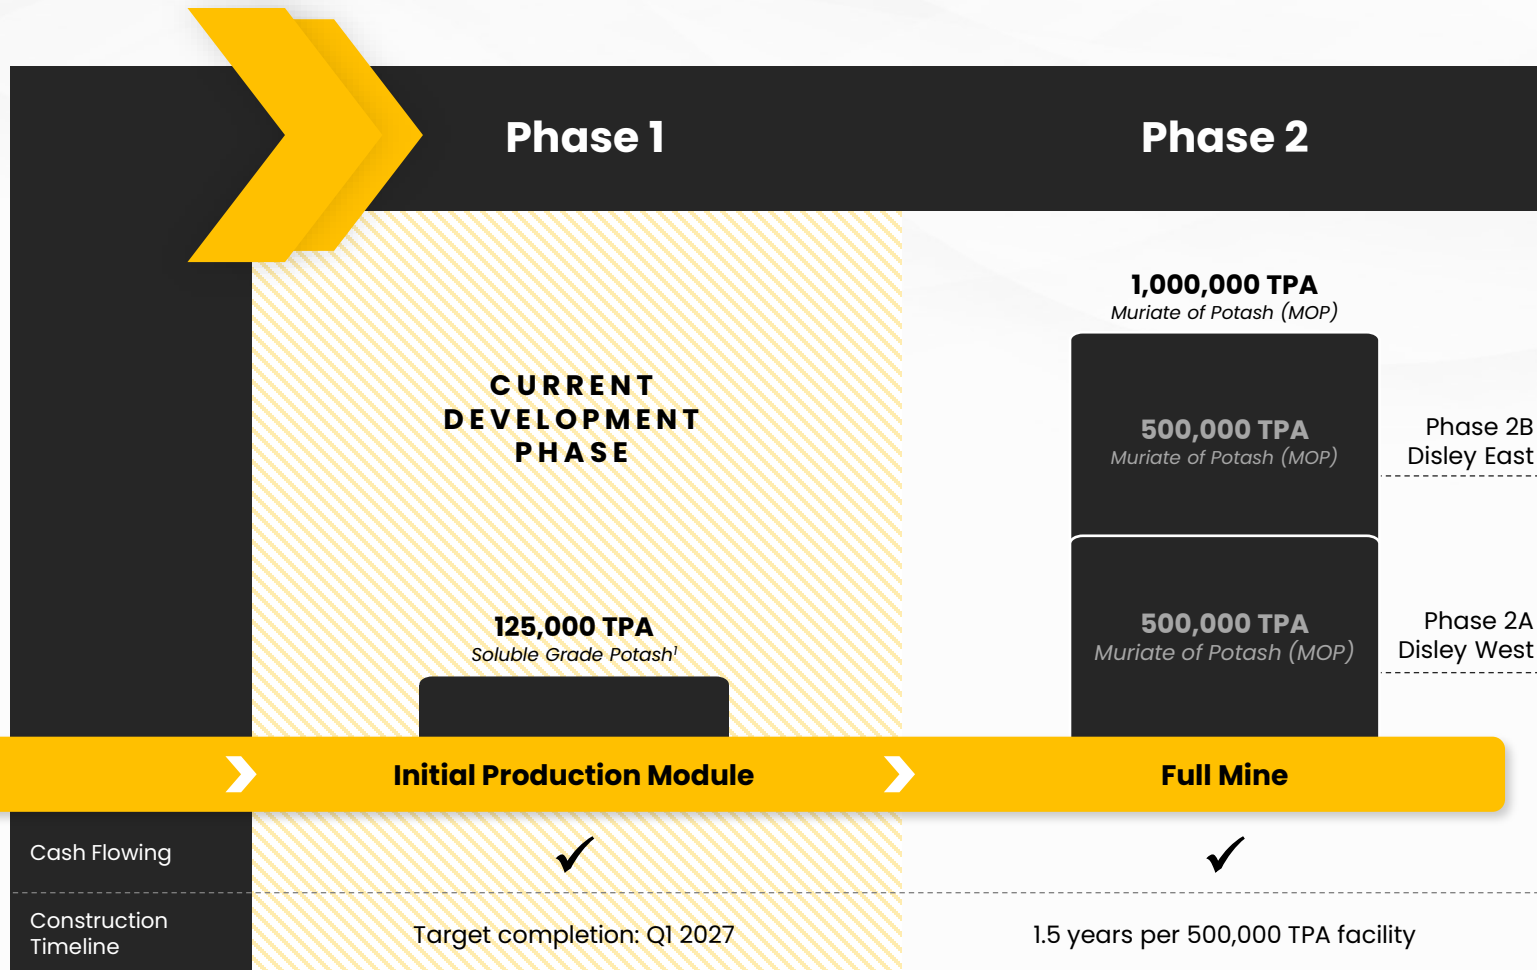 Phase 1
Phase 2
CURRENT
DEVELOPMENT
PHASE
125,000 TPA
Soluble Grade Potash¹
1,000,000 TPA
Muriate of Potash (MOP)
500,000 TPA
Muriate of Potash (MOP)
Phase 2B
Disley East
500,000 TPA
Muriate of Potash (MOP)
Phase 2A
Disley West
Initial Production Module
Full Mine
Cash Flowing
Construction
Timeline
Target completion: Q1 2027
1.5 years per 500,000 TPA facility